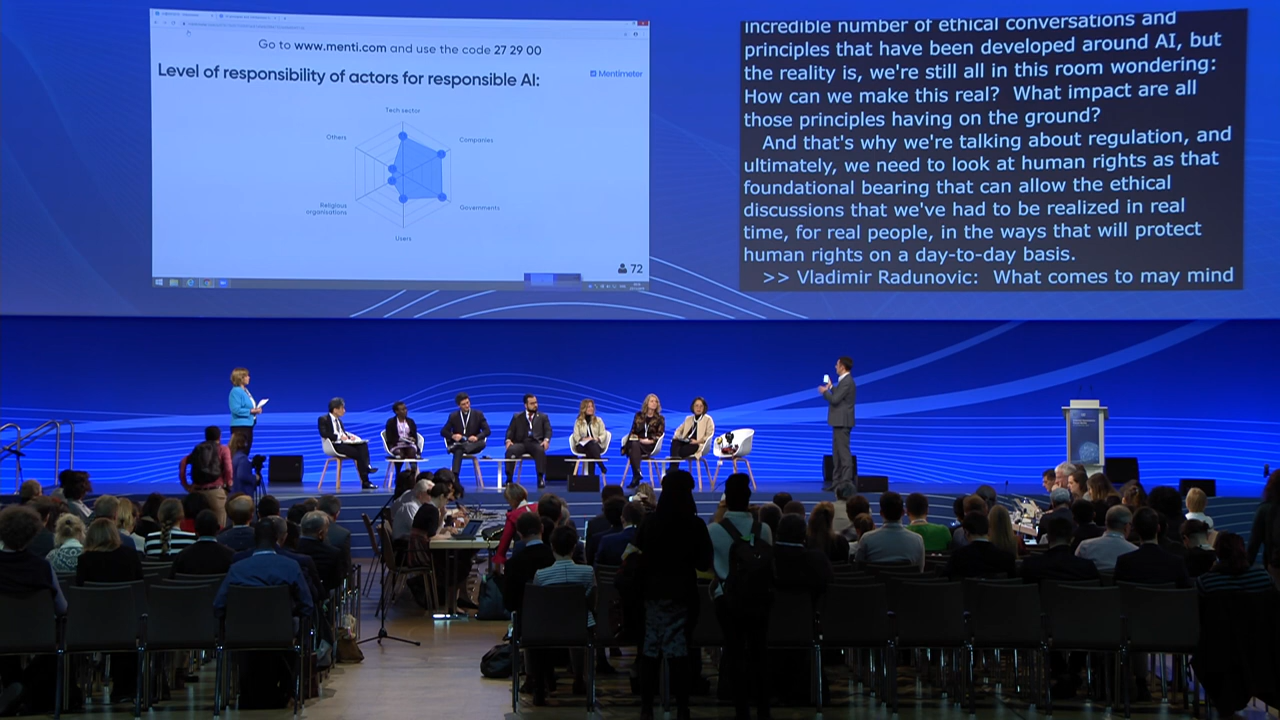 Go to www.menti.com and use the code 27 29 00
Level of responsibility of actors for responsible AI:
Mentimeter
Tech sector
Others
Companies
Religious
organisations
Governments
Users
72
incredible number of ethical conversations and
principles that have been developed around AI, but
the reality is, we're still all in this room wondering:
How can we make this real?  What impact are all
those principles having on the ground?
And that's why we're talking about regulation, and
ultimately, we need to look at human rights as that
foundational bearing that can allow the ethical
discussions that we've had to be realized in real
time, for real people, in the ways that will protect
human rights on a day-to-day basis.
>> Vladimir Radunovic:  What comes to may mind